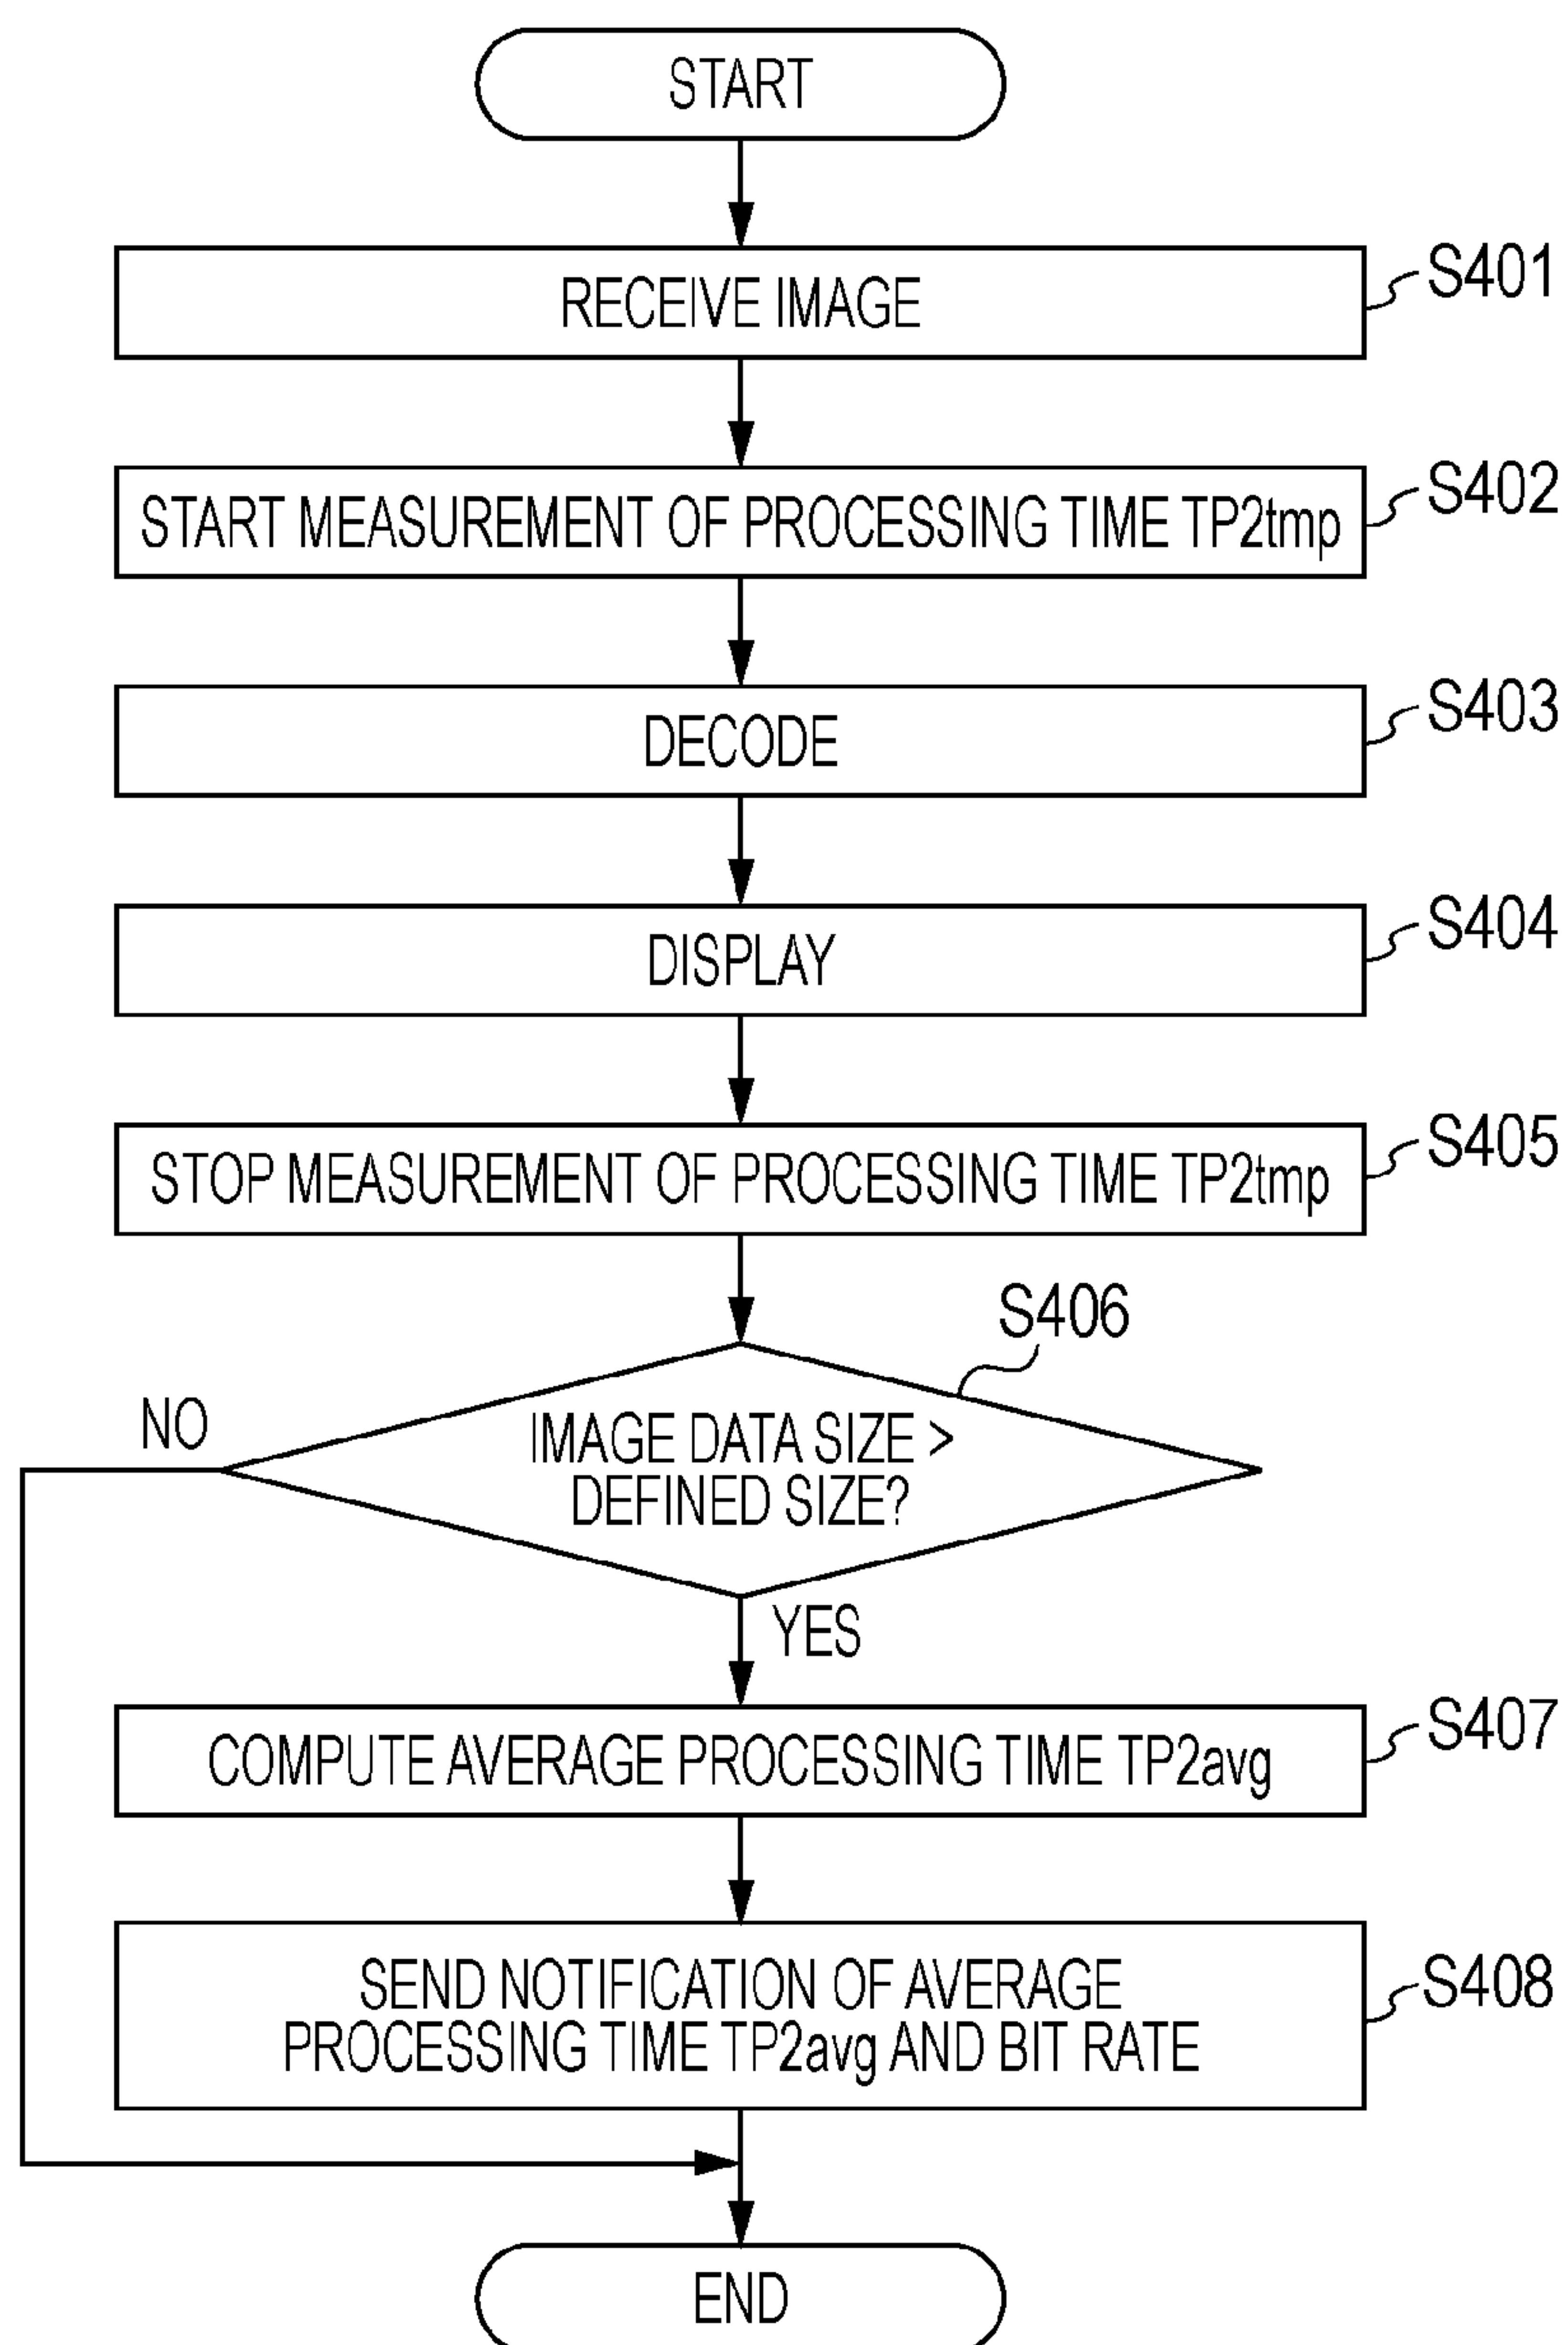 START
RECEIVE IMAGE
S401
START MEASUREMENT OF PROCESSING TIME TP2tmp
S402
DECODE
S403
DISPLAY
S404
STOP MEASUREMENT OF PROCESSING TIME TP2tmp
S405
S406
NO
IMAGE DATA SIZE >
DEFINED SIZE?
YES
COMPUTE AVERAGE PROCESSING TIME TP2avg
S407
SEND NOTIFICATION OF AVERAGE
PROCESSING TIME TP2avg AND BIT RATE
S408
END